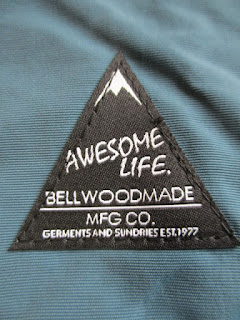 AWESOME
LIFE.
BELLWOODMADE
MFG CO.
GERMENTS AND SUNDRIES EST.1977